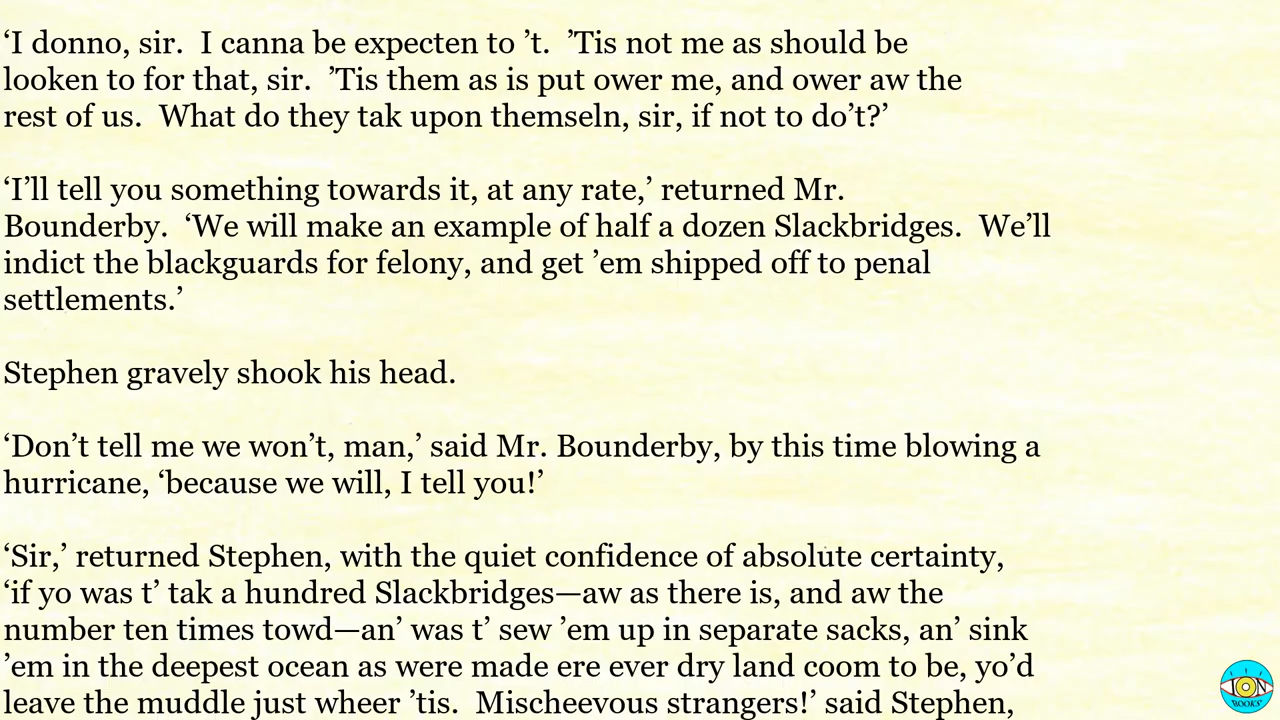 ‘I donno, sir.  I canna be expecten to ’t.  ’Tis not me as should be
looken to for that, sir.  ’Tis them as is put ower me, and ower aw the
rest of us.  What do they tak upon themseln, sir, if not to do’t?’
‘I’ll tell you something towards it, at any rate,’ returned Mr.
Bounderby.  ‘We will make an example of half a dozen Slackbridges.  We’ll
indict the blackguards for felony, and get ’em shipped off to penal
settlements.’
Stephen gravely shook his head.
‘Don’t tell me we won’t, man,’ said Mr. Bounderby, by this time blowing a
hurricane, ‘because we will, I tell you!’
‘Sir,’ returned Stephen, with the quiet confidence of absolute certainty,
‘if yo was t’ tak a hundred Slackbridges—aw as there is, and aw the
number ten times towd—an’ was t’ sew ’em up in separate sacks, an’ sink
’em in the deepest ocean as were made ere ever dry land coom to be, yo’d
leave the muddle just wheer ’tis.  Mischeevous strangers!’ said Stephen,
ION
BOOKS